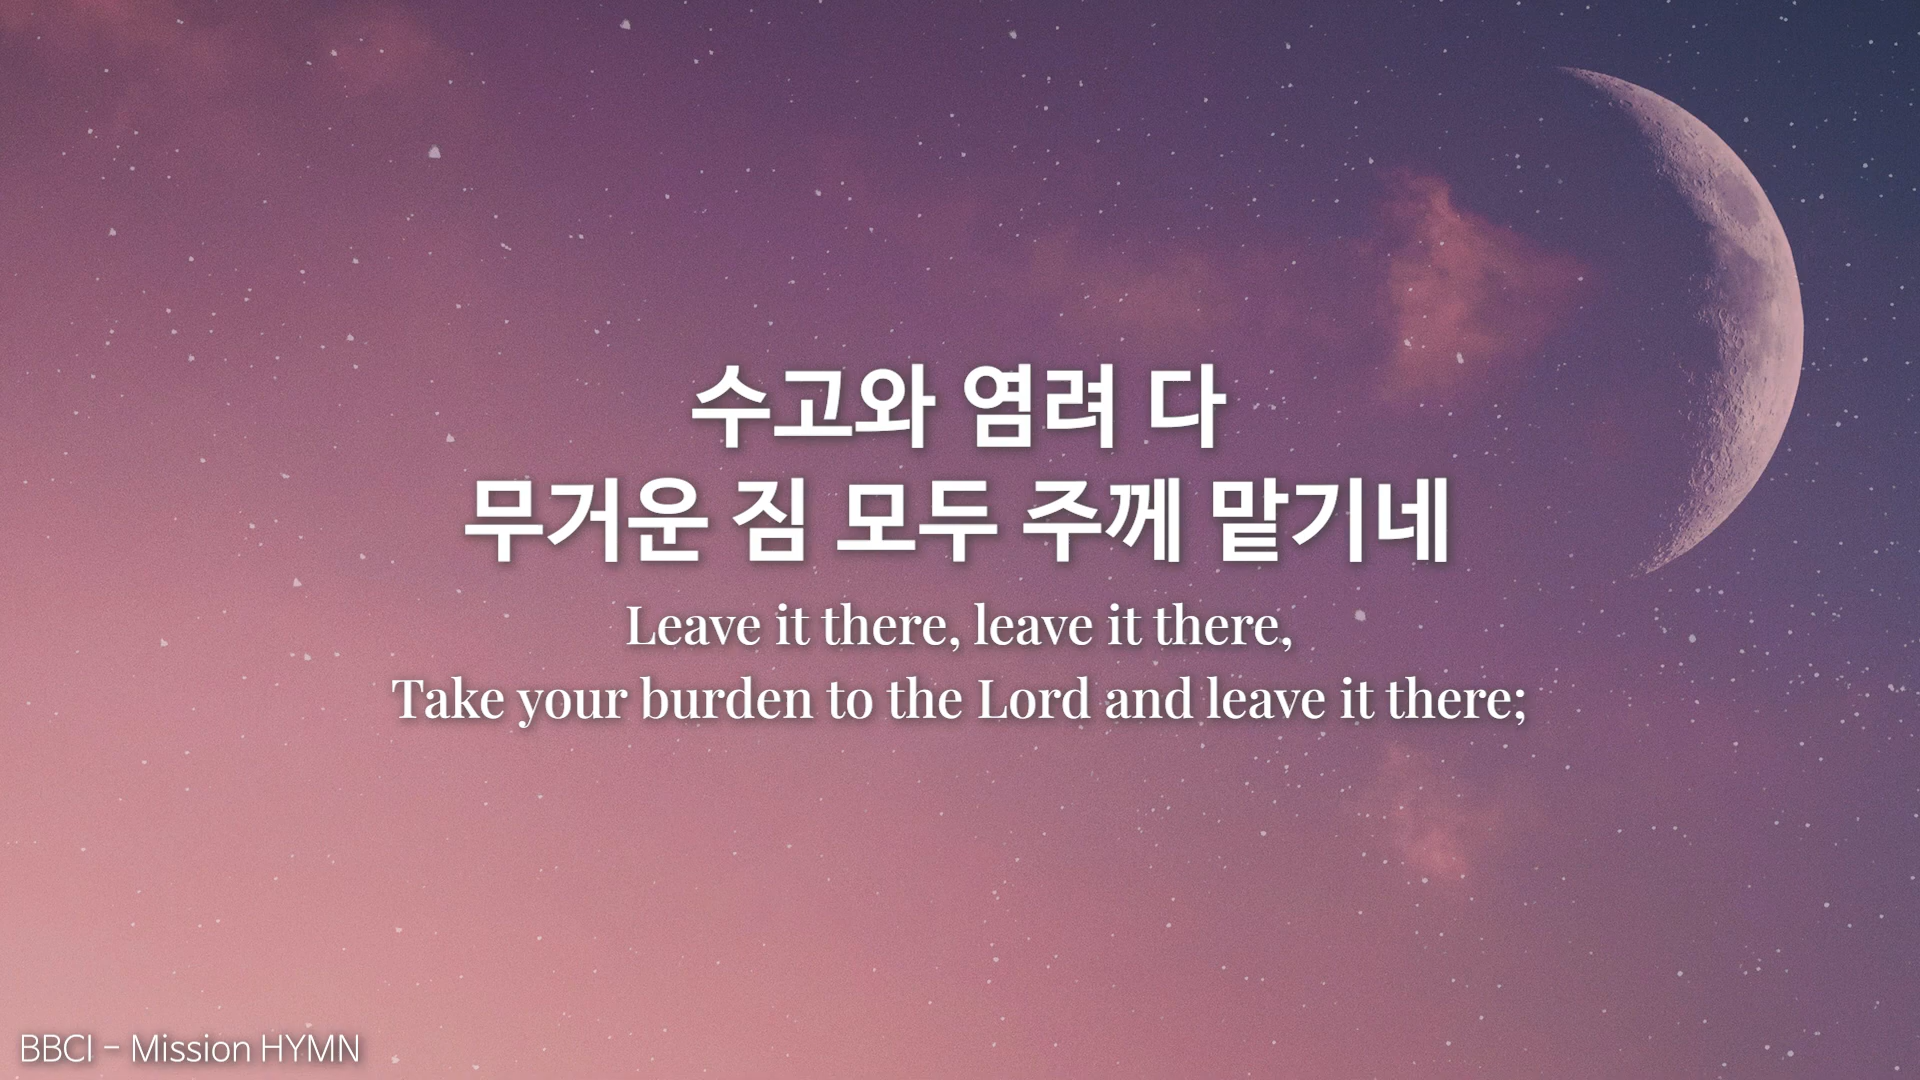 수고와 염려 다
무거운 짐 모두 주께 맡기네
Leave it there, leave it there,
Take your burden to the Lord and leave it there;
BBCI - Mission HYMN